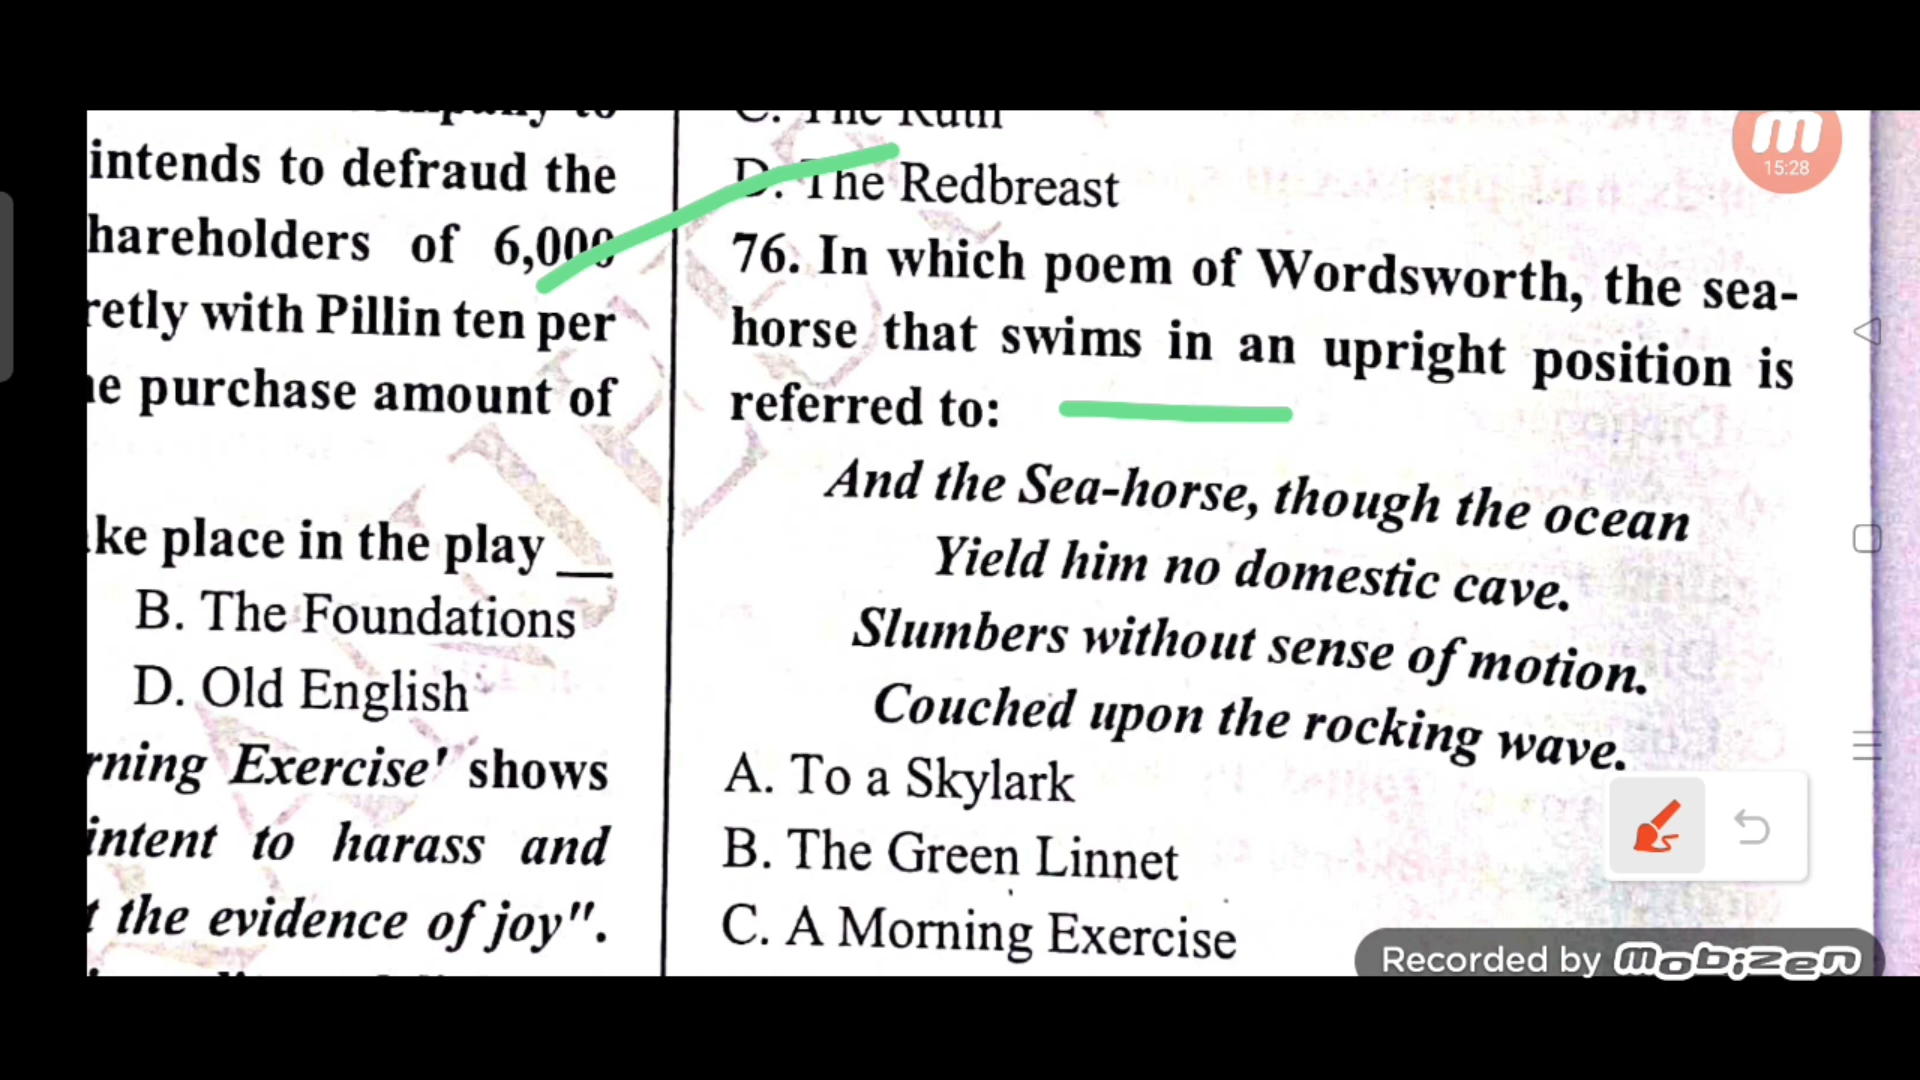 intends to defraud the
hareholders of 6,000
retly with Pillin ten per
purchase amount of
place in the play __
B. The Foundations
D. Old English
rning Exercise' shows
intent to harass and
the evidence of joy".
C. The Ruth
D. The Redbreast
76. In which poem of Wordsworth, the sea-
horse that swims in an upright position is
referred to:
And the Sea-horse, though the ocean
Yield him no domestic cave.
Slumbers without sense of motion.
Couched upon the rocking wave.
A. To a Skylark
B. The Green Linnet
C. A Morning Exercise
m
15:28
Recorded by mobizen